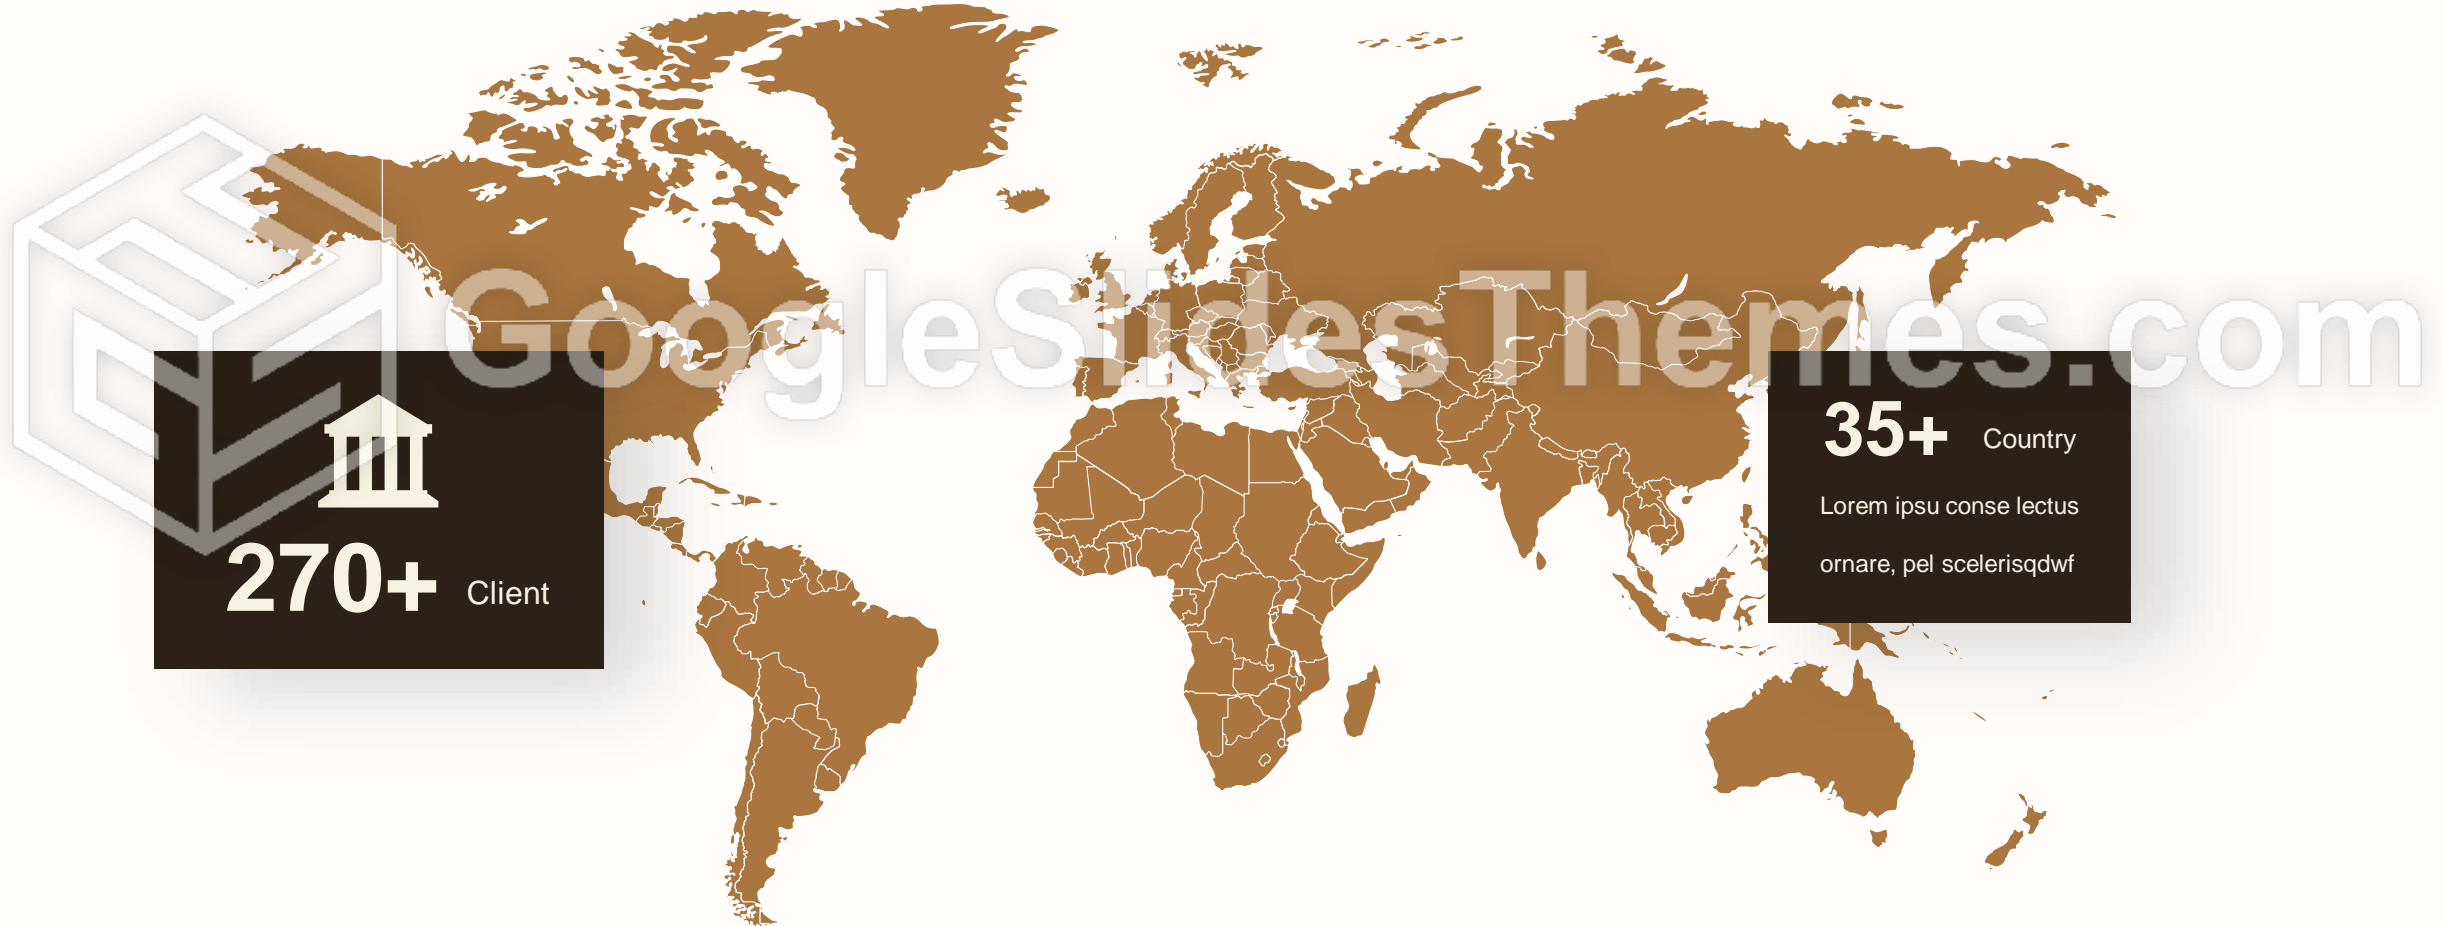 GoogleSlidesThemes.com
270+ Client
35+ Country
Lorem ipsu conse lectus
ornare, pel scelerisqdwf